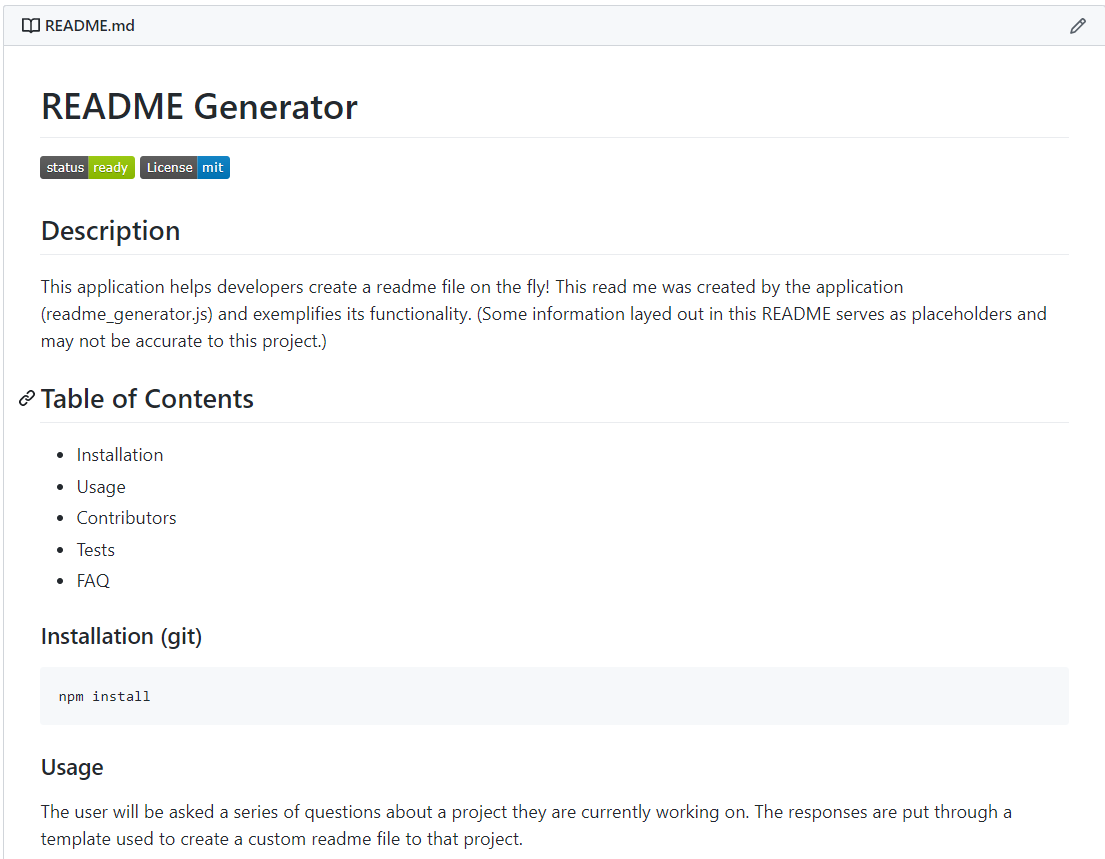 README.md
README Generator
status ready License mit
Description
This application helps developers create a readme file on the fly! This read me was created by the application
(readme_generator.js) and exemplifies its functionality. (Some information layed out in this README serves as placeholders and
may not be accurate to this project.)
Table of Contents
Installation
Usage
Contributors
Tests
FAQ
Installation (git)
npm install
Usage
The user will be asked a series of questions about a project they are currently working on. The responses are put through a
template used to create a custom readme file to that project.